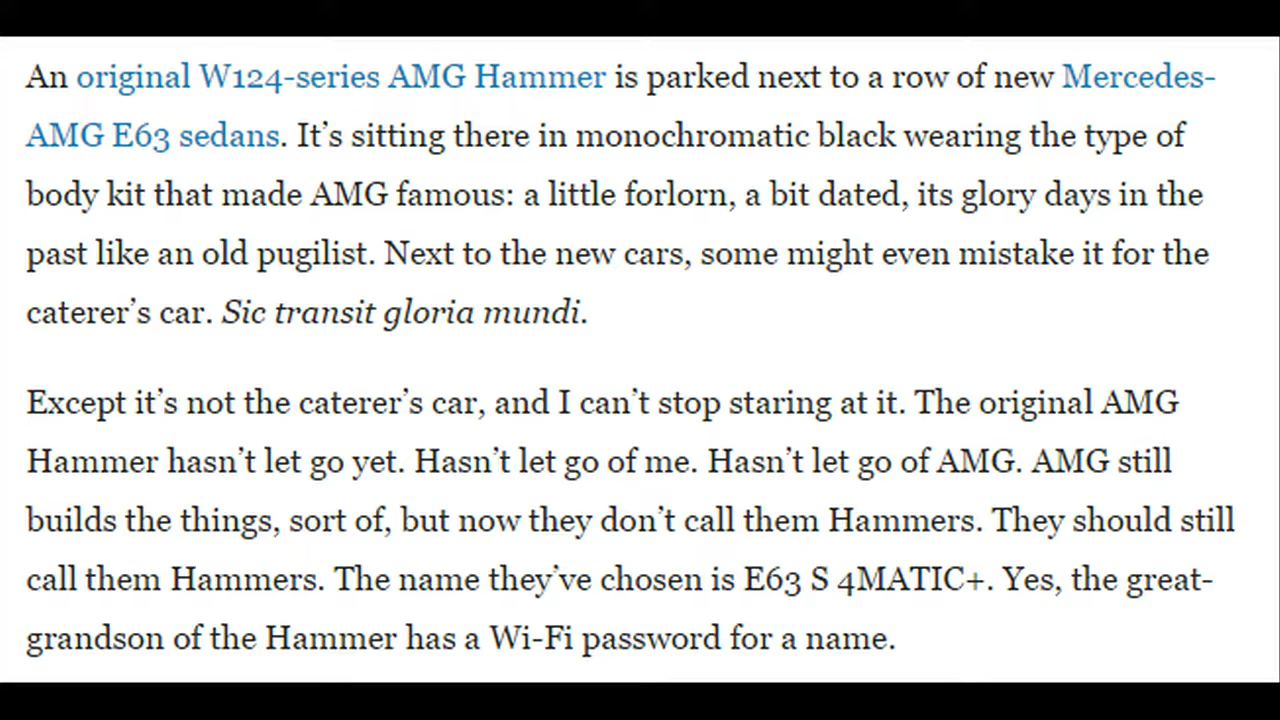 An original W124-series AMG Hammer is parked next to a row of new Mercedes-
AMG E63 sedans. It’s sitting there in monochromatic black wearing the type of
body kit that made AMG famous: a little forlorn, a bit dated, its glory days in the
past like an old pugilist. Next to the new cars, some might even mistake it for the
caterer’s car. Sic transit gloria mundi.
Except it’s not the caterer’s car, and I can’t stop staring at it. The original AMG
Hammer hasn’t let go yet. Hasn’t let go of me. Hasn’t let go of AMG. AMG still
builds the things, sort of, but now they don’t call them Hammers. They should still
call them Hammers. The name they’ve chosen is E63 S 4MATIC+. Yes, the great-
grandson of the Hammer has a Wi-Fi password for a name.